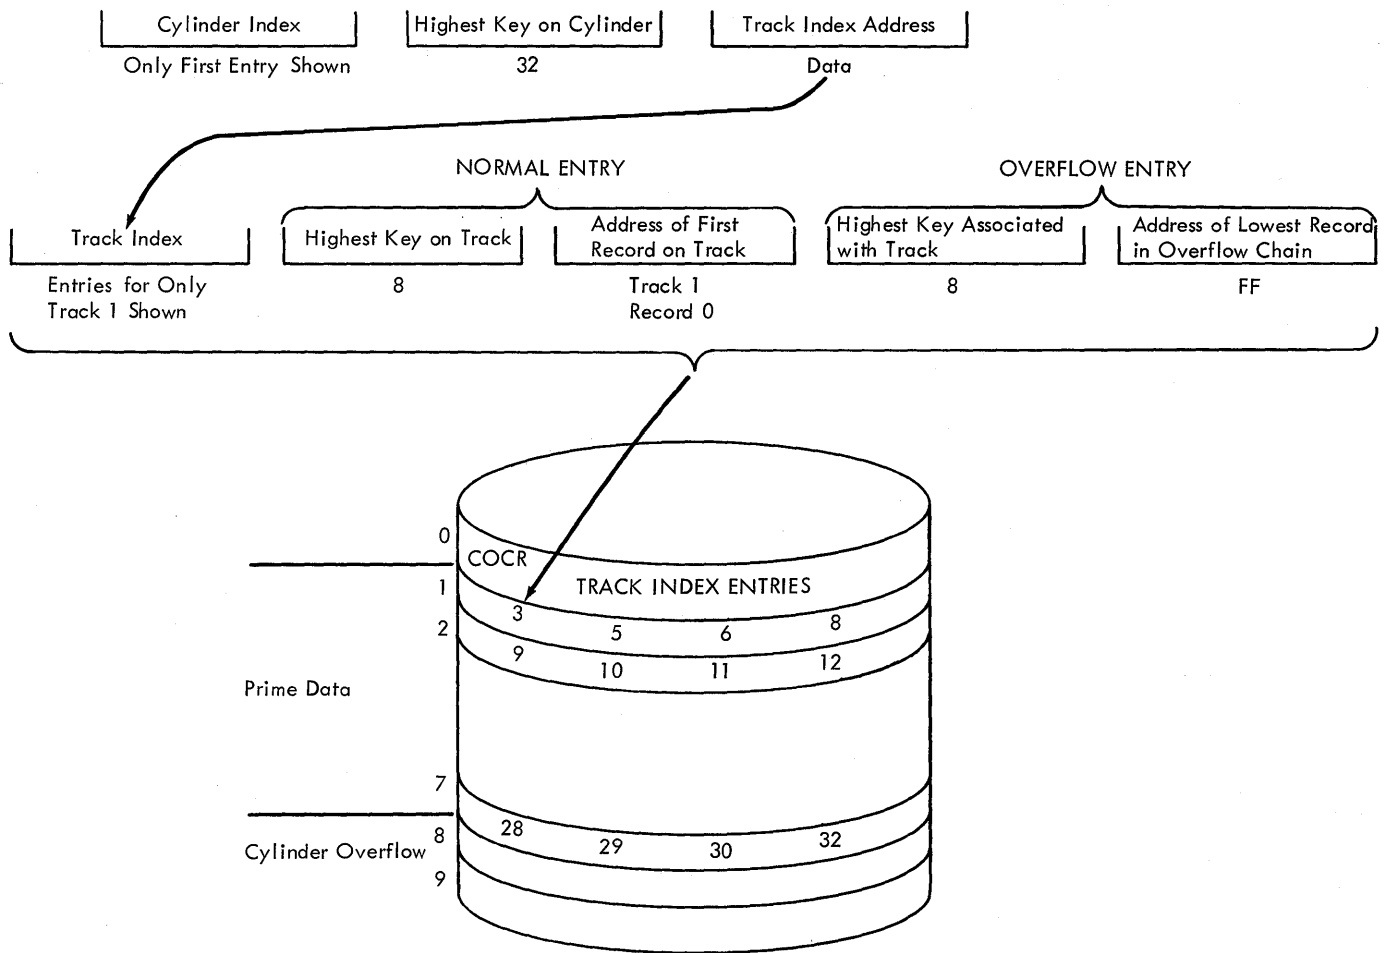 Cylinder Index
Highest Key on Cylinder
Track Index Address
Only First Entry Shown
32
Data
NORMAL ENTRY
OVERFLOW ENTRY
Track Index
Highest Key on Track
Address of First
Record on Track
Highest Key Associated
with Track
Address of Lowest Record
in Overflow Chain
Entries for Only
Track 1 Shown
8
Track 1
Record 0
8
FF
0
COCR
TRACK INDEX ENTRIES
1
3 5 6 8
2
9 10 11 12
Prime Data
7
28 29 30 32
8
Cylinder Overflow
9